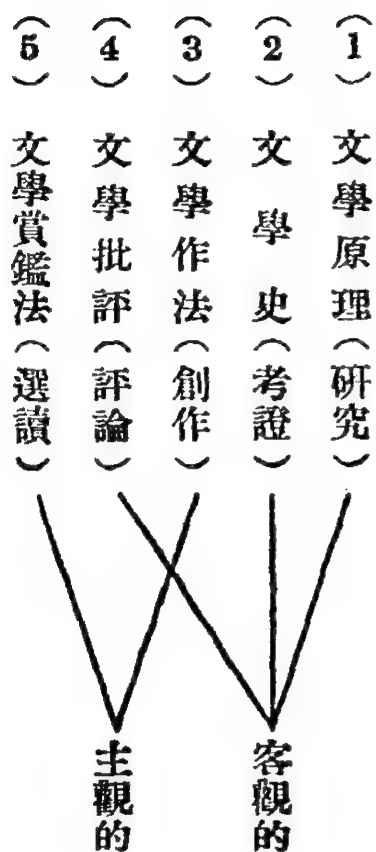 （1）文學原理（研究）
（2）文學史（考證）
（3）文學作法（創作）
（4）文學批評（評論）
（5）文學賞鑑法（選讀）
客觀的
主觀的